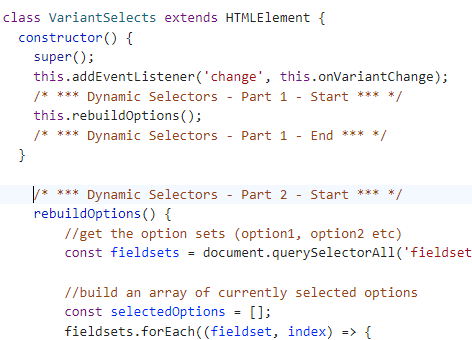 class VariantSelects extends HTMLElement {
  constructor() {
    super();
    this.addEventListener('change', this.onVariantChange);
    /* *** Dynamic Selectors - Part 1 - Start *** */
    this.rebuildOptions();
    /* *** Dynamic Selectors - Part 1 - End *** */
  }

    /* *** Dynamic Selectors - Part 2 - Start *** */
    rebuildOptions() {
        //get the option sets (option1, option2 etc)
        const fieldsets = document.querySelectorAll('fieldset

        //build an array of currently selected options
        const selectedOptions = [];
        fieldsets.forEach((fieldset, index) => {